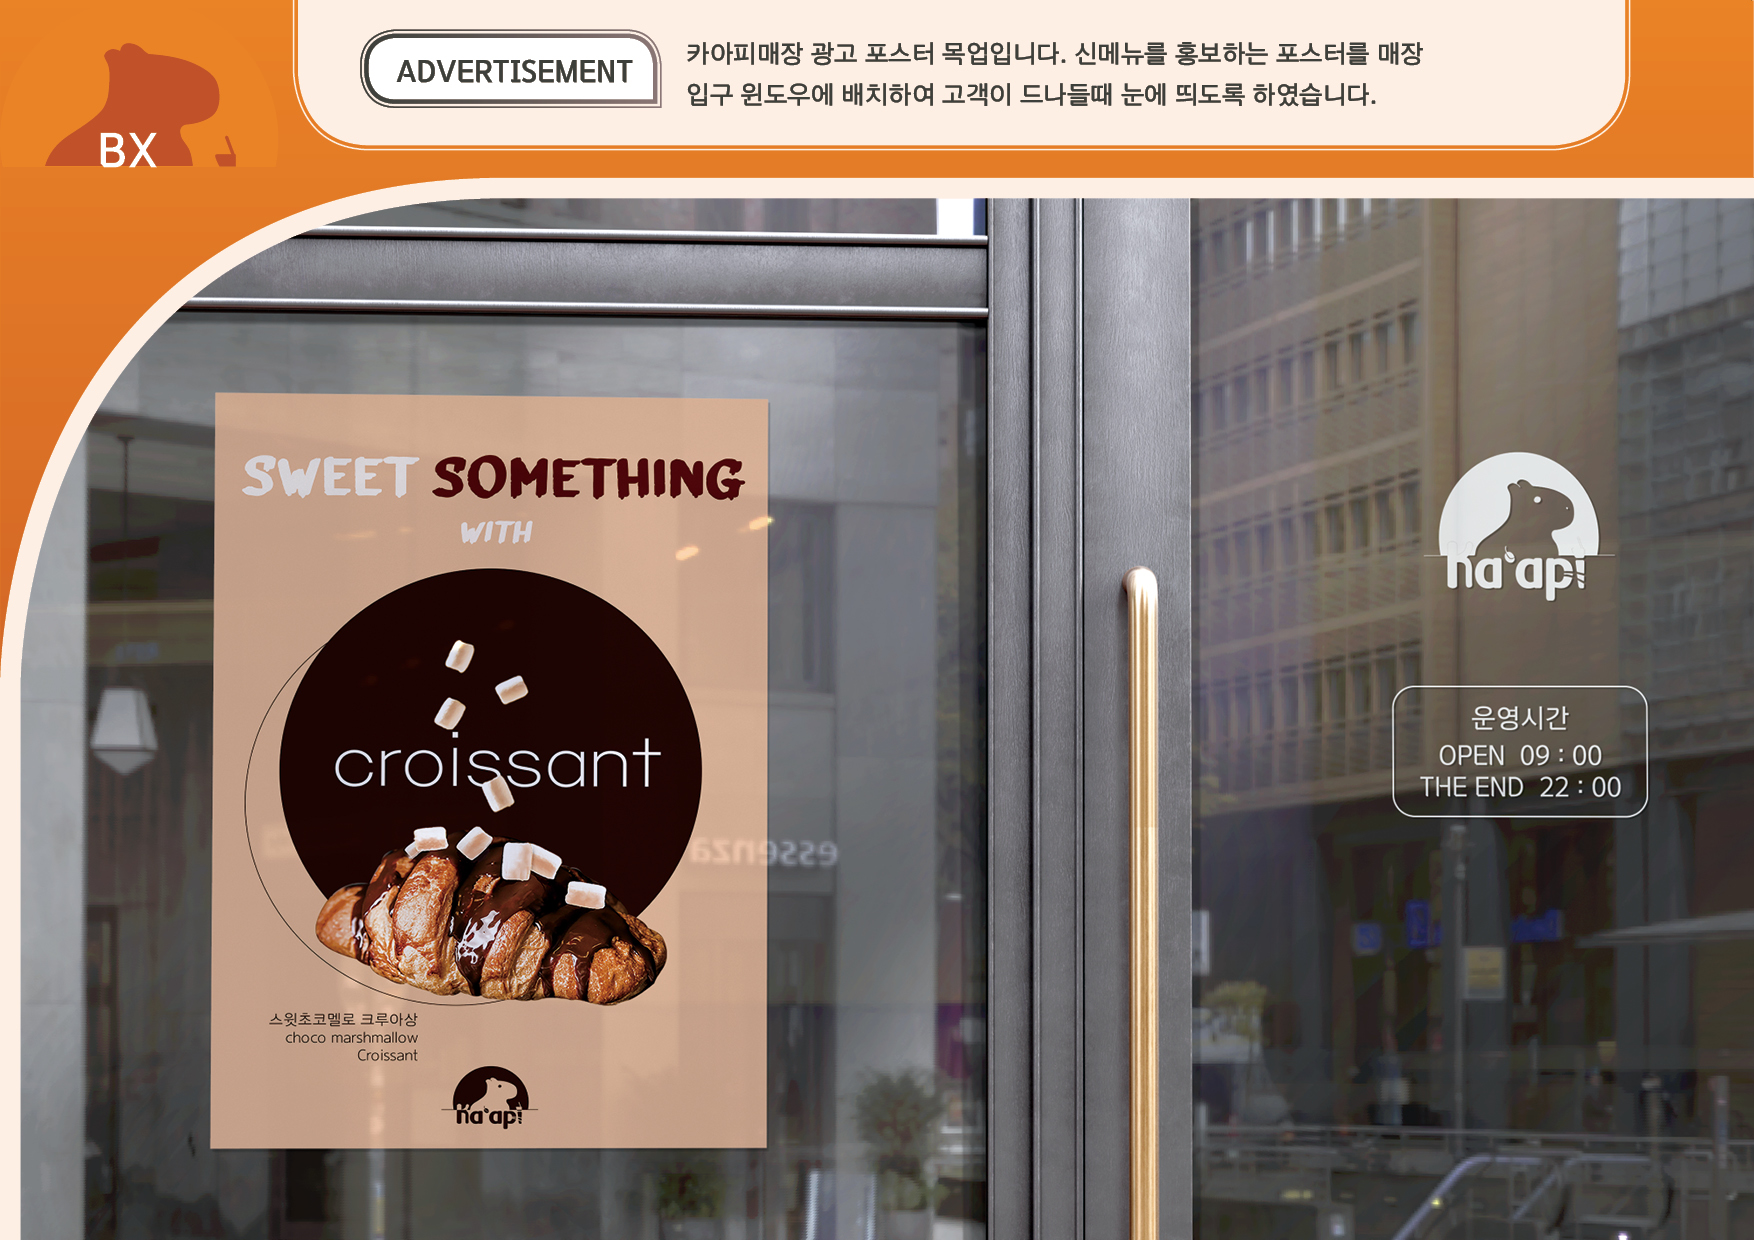 BX
ADVERTISEMENT
카아피매장 광고 포스터 목업입니다. 신메뉴를 홍보하는 포스터를 매장
입구 윈도우에 배치하여 고객이 드나들때 눈에 띄도록 하였습니다.
SWEET SOMETHING
WITH
croissant
스윗초코멜로 크루아상
choco marshmallow
Croissant
ka'api
essenza
ka'api
운영시간
OPEN 09 : 00
THE END 22 : 00